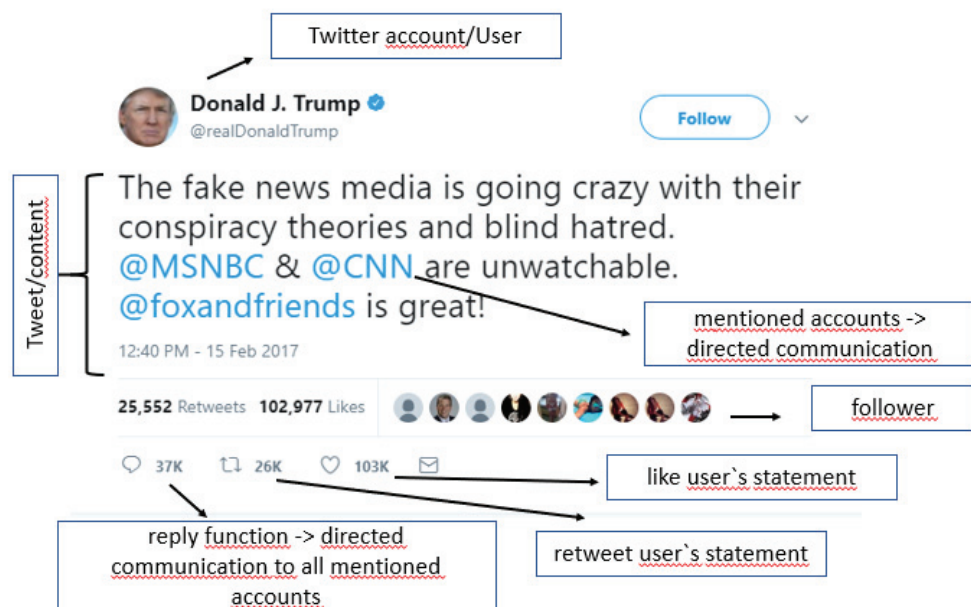 Twitter account/User
Donald J. Trump
@realDonaldTrump
Follow
Tweet/content
The fake news media is going crazy with their
conspiracy theories and blind hatred.
@MSNBC & @CNN are unwatchable.
@foxandfriends is great!
mentioned accounts ->
directed communication
12:40 PM - 15 Feb 2017
25,552 Retweets 102,977 Likes
follower
37K 26K 103K
like user`s statement
reply function -> directed
communication to all mentioned
accounts
retweet user`s statement